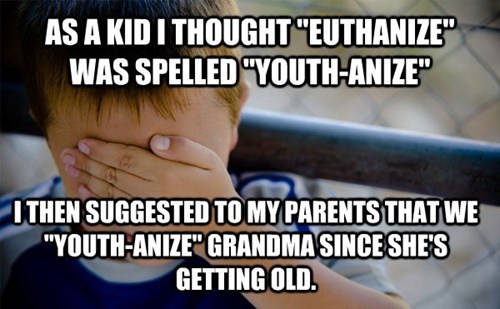 AS A KID I THOUGHT "EUTHANIZE"
WAS SPELLED "YOUTH-ANIZE"
I THEN SUGGESTED TO MY PARENTS THAT WE
"YOUTH-ANIZE" GRANDMA SINCE SHE'S
GETTING OLD.